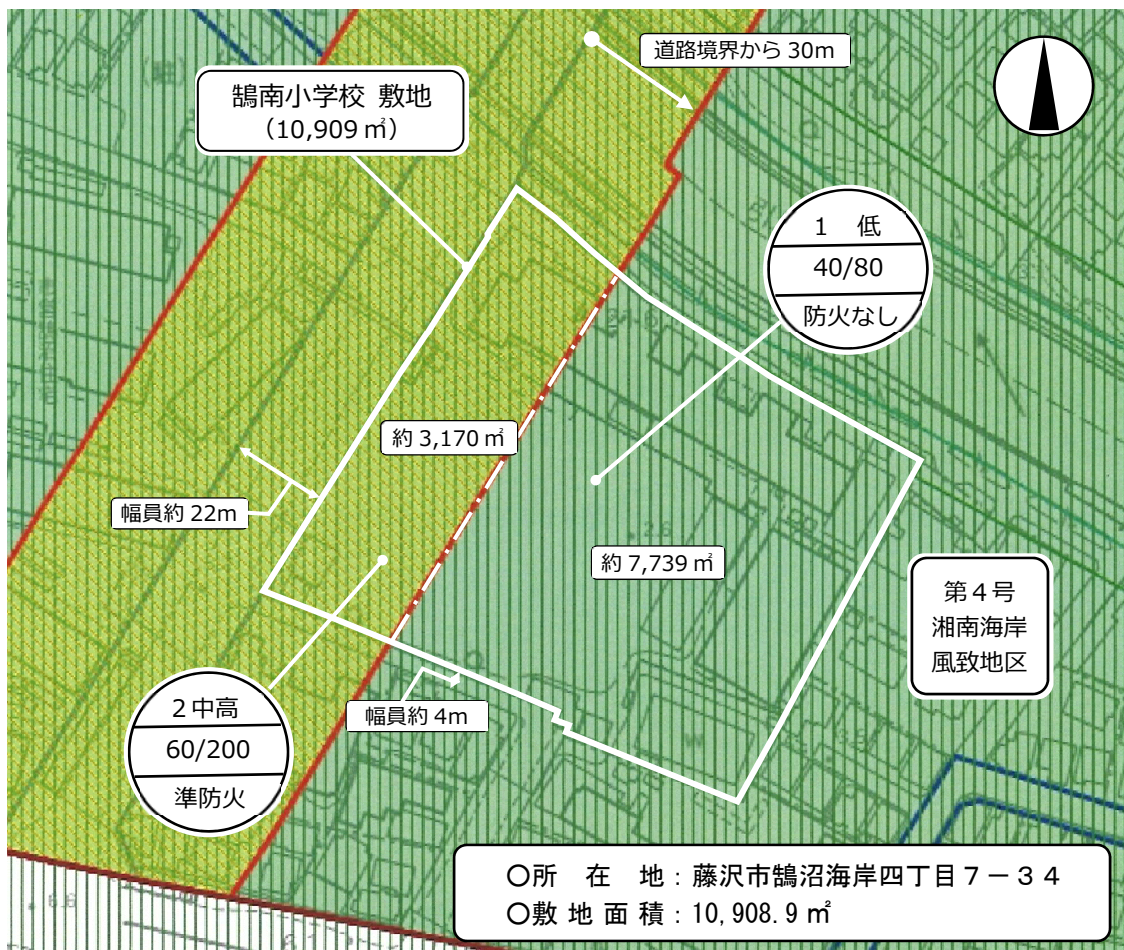 道路境界から 30m
鵠南小学校 敷地
（10,909 ㎡）
1 低
40/80
防火なし
約 3,170 ㎡
幅員約 22m
約 7,739 ㎡
第４号
湘南海岸
風致地区
幅員約 4m
２中高
60/200
準防火
○所 在 地：藤沢市鵠沼海岸四丁目７－３４
○敷 地 面 積：10,908.9 ㎡